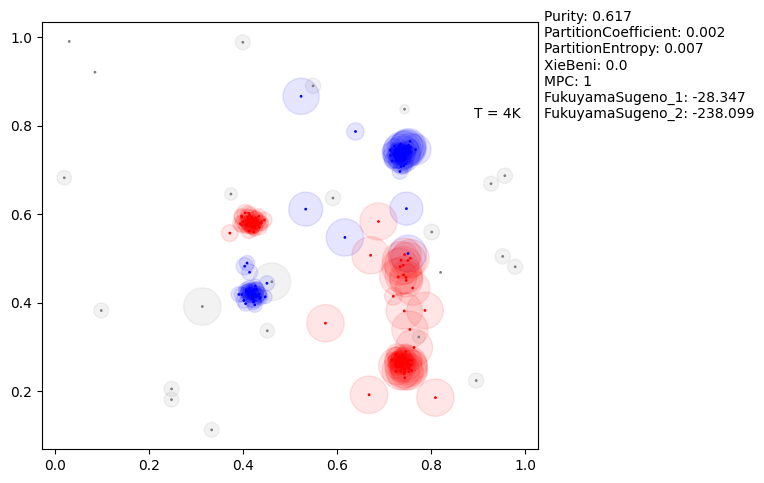 Purity: 0.617
PartitionCoefficient: 0.002
PartitionEntropy: 0.007
XieBeni: 0.0
MPC: 1
FukuyamaSugeno_1: -28.347
FukuyamaSugeno_2: -238.099
T = 4K
1.0
0.8
0.6
0.4
0.2
0.0
0.2
0.4
0.6
0.8
1.0